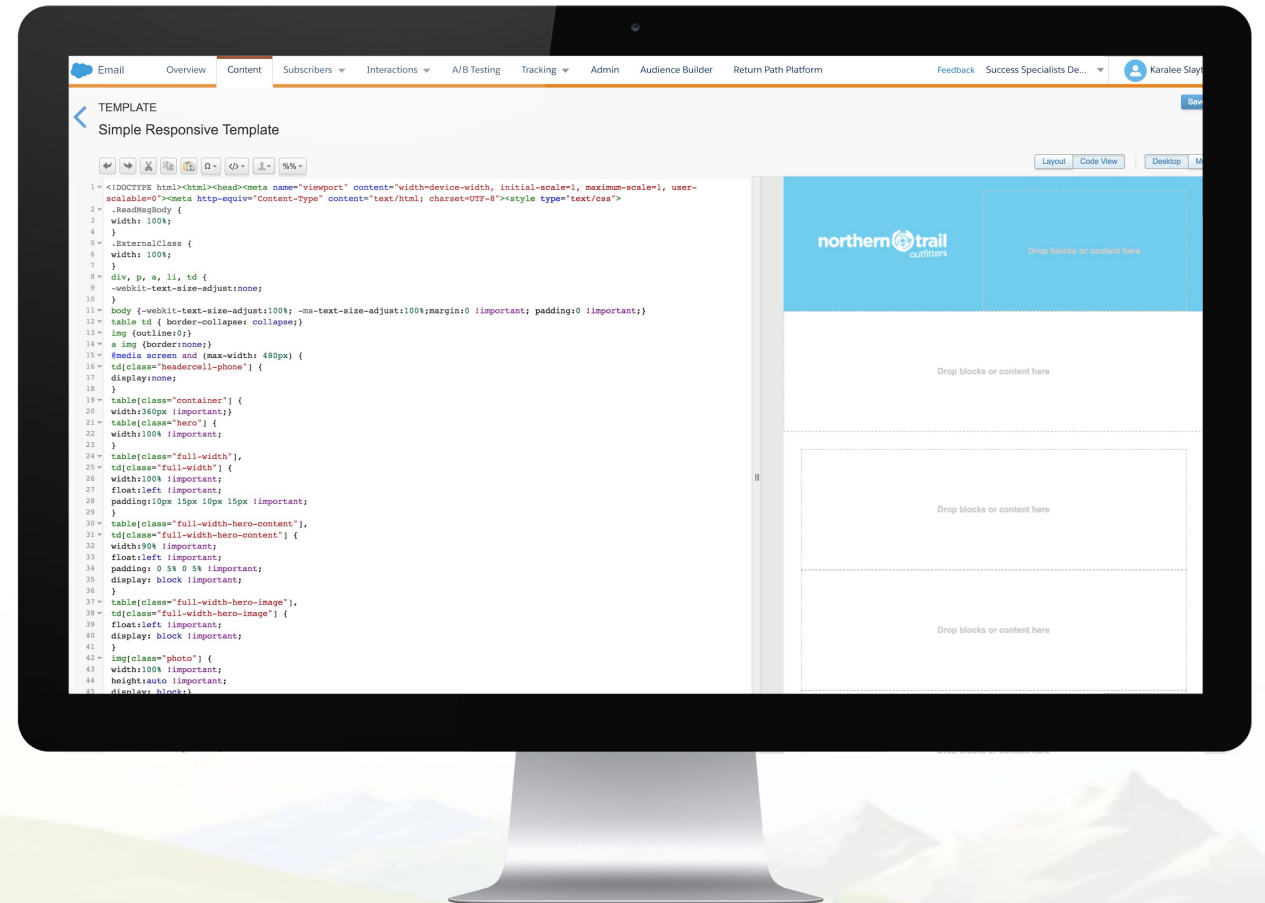 Email Overview Content Subscribers Interactions A/B Testing Tracking Admin Audience Builder Return Path Platform Feedback Success Specialists De... Karalee
TEMPLATE
Simple Responsive Template
Ω </> %%
Layout Code View Desktop
1 <!DOCTYPE html><html><head><meta name="viewport" content="width=device-width, initial-scale=1, maximum-scale=1, user-
scalable=0"><meta http-equiv="Content-Type" content="text/html; charset=UTF-8"><style type="text/css">
2 .ReadMsgBody {
3 width: 100%;
4 }
5 .ExternalClass {
6 width: 100%;
7 }
8 div, p, a, li, td {
9 -webkit-text-size-adjust:none;
10 }
11 body {-webkit-text-size-adjust:100%; -ms-text-size-adjust:100%;margin:0 !important; padding:0 !important;}
12 table td { border-collapse: collapse;}
13 img {outline:0;}
14 a img {border:none;}
15 @media screen and (max-width: 480px) {
16 td[class="headercell-phone"] {
17 display:none;
18 }
19 table[class="container"] {
20 width:360px !important;}
21 table[class="hero"] {
22 width:100% !important;
23 }
24 table[class="full-width"],
25 td[class="full-width"] {
26 width:100% !important;
27 float:left !important;
28 padding:10px 15px 10px 15px !important;
29 }
30 table[class="full-width-hero-content"],
31 td[class="full-width-hero-content"] {
32 width:90% !important;
33 float:left !important;
34 padding: 0 5% 0 5% !important;
35 display: block !important;
36 }
37 table[class="full-width-hero-image"],
38 td[class="full-width-hero-image"] {
39 float:left !important;
40 display: block !important;
41 }
42 img[class="photo"] {
43 width:100% !important;
44 height:auto !important;
45 display: block;}
northern trail
outfitters
Drop blocks or content here
Drop blocks or content here
Drop blocks or content here
Drop blocks or content here